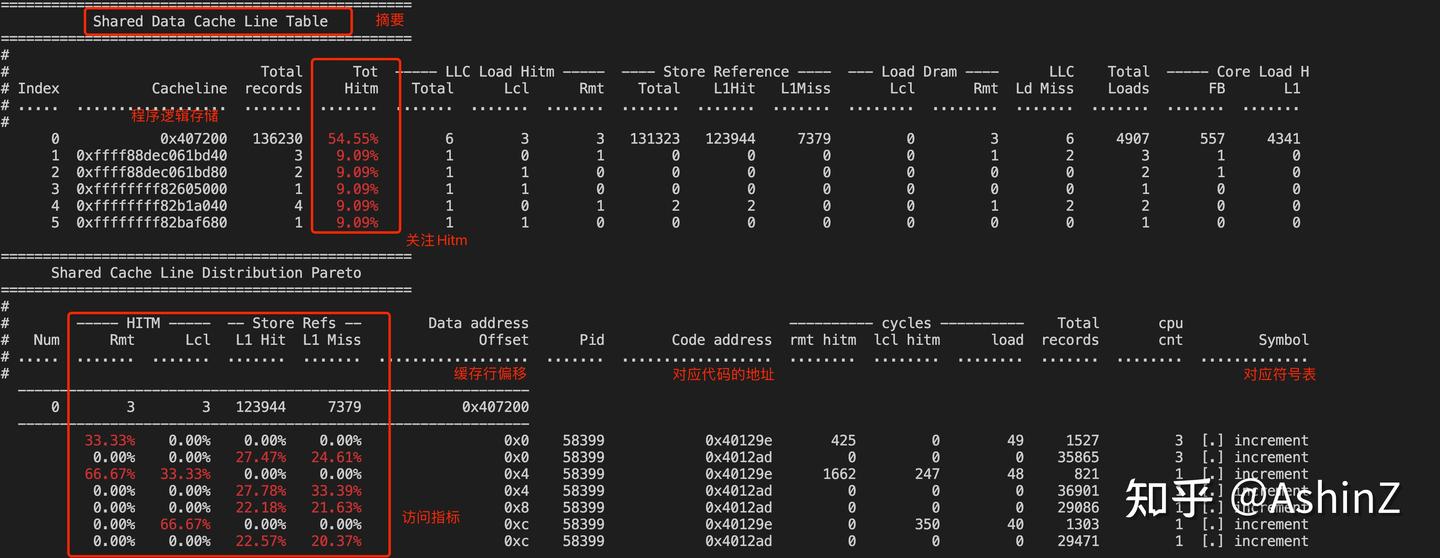 Shared Data Cache Line Table 摘要
#
# Total Tot ----- LLC Load Hitm ----- ---- Store Reference ---- --- Load Dram ---- LLC Total ----- Core Load H
# Index Cacheline records Hitm Total Lcl Rmt Total L1Hit L1Miss Lcl Rmt Ld Miss Loads FB L1
# ..... .................. ....... ....... ....... ....... ....... ....... ....... ....... ........ ........ ....... ....... ....... .......
# 程序逻辑存储
0 0x407200 136230 54.55% 6 3 3 131323 123944 7379 0 3 6 4907 557 4341
1 0xffff88dec061bd40 3 9.09% 1 0 1 0 0 0 0 1 2 3 1 0
2 0xffff88dec061bd80 2 9.09% 1 1 0 0 0 0 0 0 0 2 1 0
3 0xffffffff82605000 1 9.09% 1 1 0 0 0 0 0 0 0 1 0 0
4 0xffffffff82b1a040 4 9.09% 1 0 1 2 2 0 0 1 2 2 0 0
5 0xffffffff82baf680 1 9.09% 1 1 0 0 0 0 0 0 0 1 0 0
关注Hitm
Shared Cache Line Distribution Pareto
#
# ----- HITM ----- -- Store Refs -- Data address ---------- cycles ---------- Total cpu
# Num Rmt Lcl L1 Hit L1 Miss Offset Pid Code address rmt hitm lcl hitm load records cnt Symbol
# ..... ....... ....... ....... ....... .................. ....... .................. ........ ........ ........ ....... ........ .............
# 缓存行偏移 对应代码的地址 对应符号表
0 3 3 123944 7379 0x407200
33.33% 0.00% 0.00% 0.00% 0x0 58399 0x40129e 425 0 49 1527 3 [.] increment
0.00% 0.00% 27.47% 24.61% 0x0 58399 0x4012ad 0 0 0 35865 3 [.] increment
66.67% 33.33% 0.00% 0.00% 0x4 58399 0x40129e 1662 247 48 821 1 [.] increment
0.00% 0.00% 27.78% 33.39% 0x4 58399 0x4012ad 0 0 0 36901 1 [.] increment
0.00% 0.00% 22.18% 21.63% 0x8 58399 0x4012ad 0 0 0 29086 1 [.] increment
0.00% 66.67% 0.00% 0.00% 0xc 58399 0x40129e 0 350 40 1303 1 [.] increment
0.00% 0.00% 22.57% 20.37% 0xc 58399 0x4012ad 0 0 0 29471 1 [.] increment
访问指标
知乎 @AshinZ